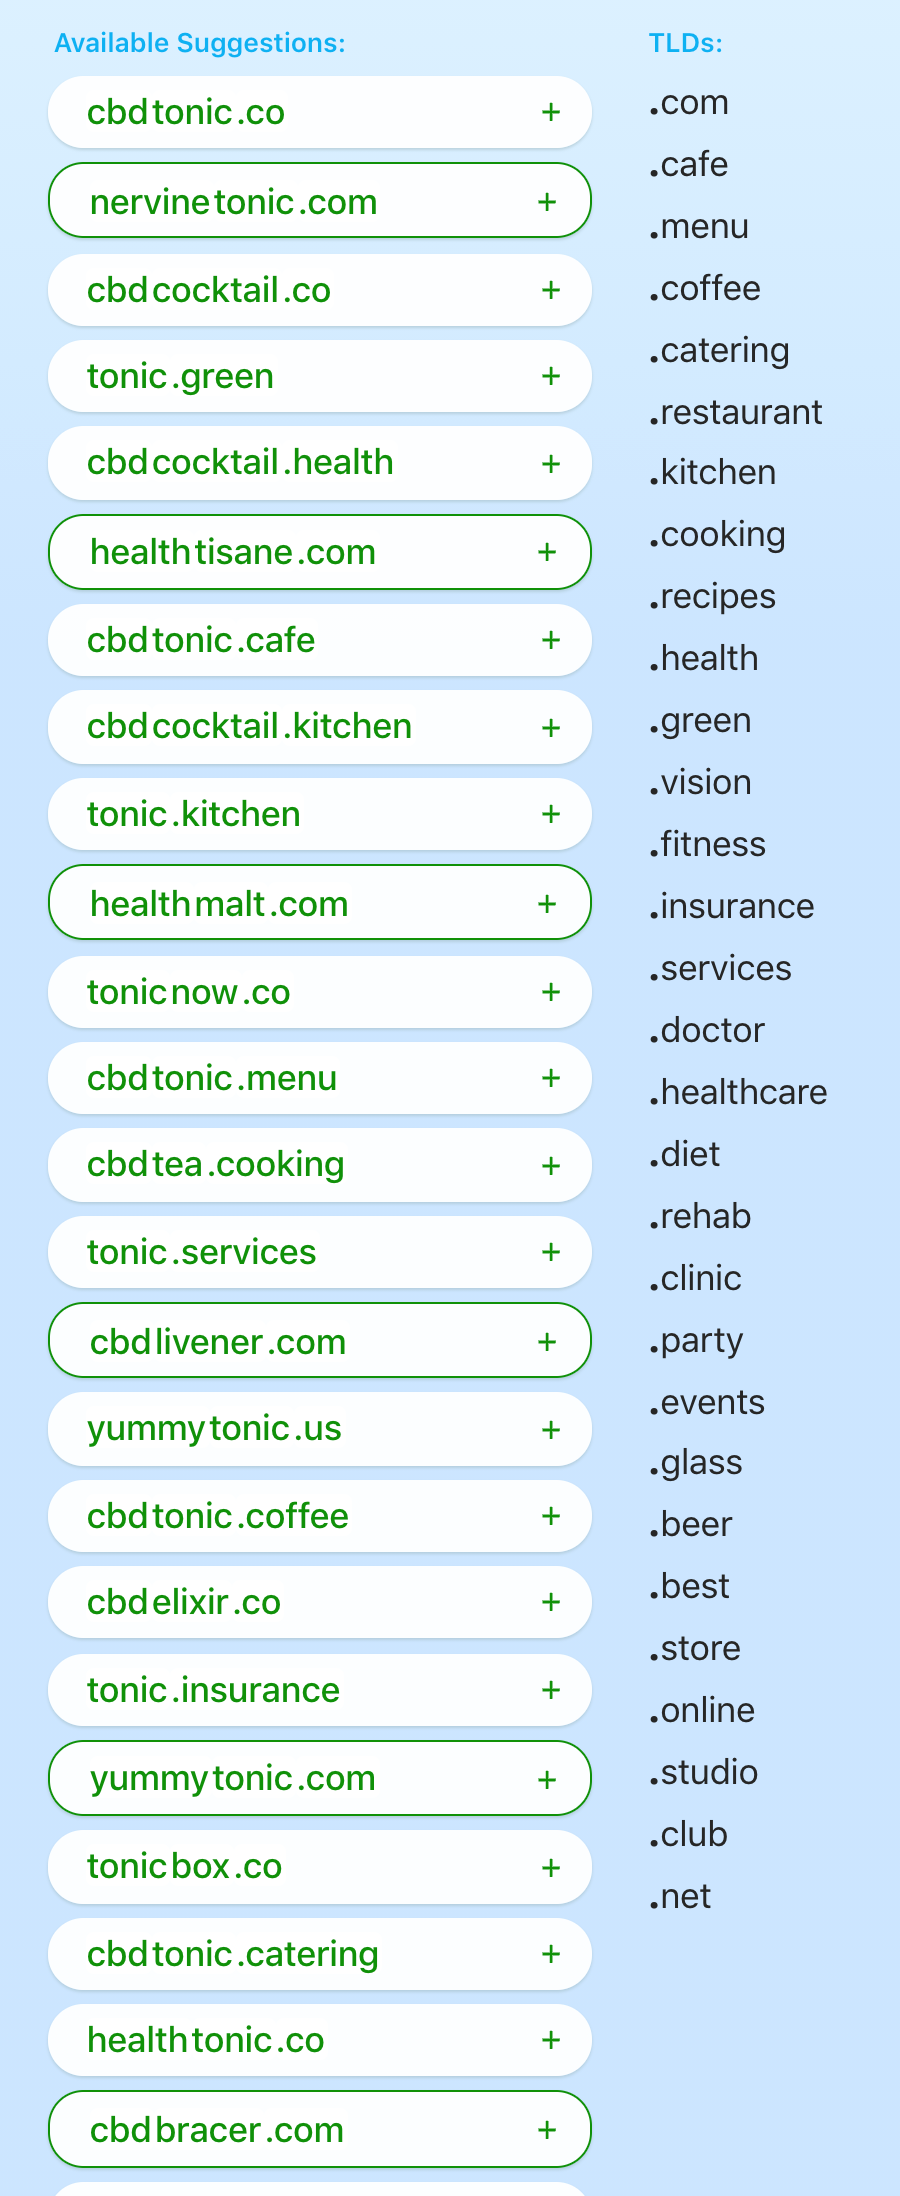 Available Suggestions:
cbdtonic.co +
nervinetonic.com +
cbdcocktail.co +
tonic.green +
cbdcocktail.health +
healthtisane.com +
cbdtonic.cafe +
cbdcocktail.kitchen +
tonic.kitchen +
healthmalt.com +
tonicnow.co +
cbdtonic.menu +
cbdtea.cooking +
tonic.services +
cbdlivener.com +
yummytonic.us +
cbdtonic.coffee +
cbdelixir.co +
tonic.insurance +
yummytonic.com +
tonicbox.co +
cbdtonic.catering +
healthtonic.co +
cbdbracer.com +
TLDs:
.com
.cafe
.menu
.coffee
.catering
.restaurant
.kitchen
.cooking
.recipes
.health
.green
.vision
.fitness
.insurance
.services
.doctor
.healthcare
.diet
.rehab
.clinic
.party
.events
.glass
.beer
.best
.store
.online
.studio
.club
.net